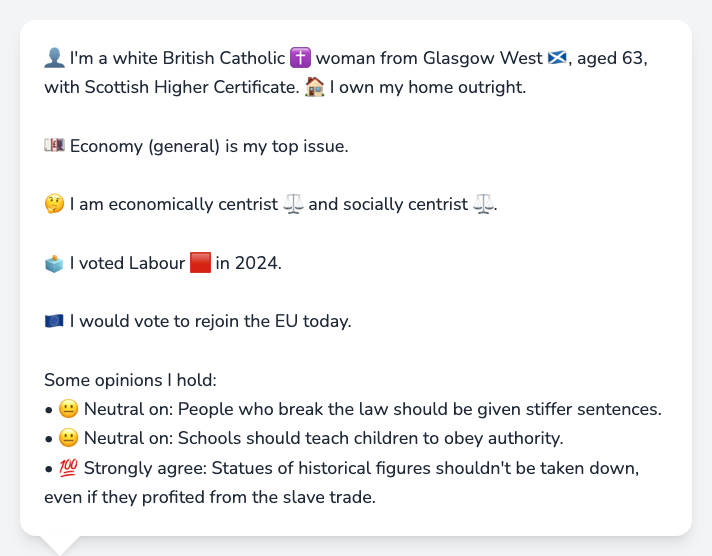 👤 I'm a white British Catholic ✝️ woman from Glasgow West 🏴󠁧󠁢󠁳󠁣󠁴󠁿, aged 63,
with Scottish Higher Certificate. 🏠 I own my home outright.
💷 Economy (general) is my top issue.
🤔 I am economically centrist ⚖️ and socially centrist ⚖️.
🗳️ I voted Labour 🟥 in 2024.
🇪🇺 I would vote to rejoin the EU today.
Some opinions I hold:
• 😐 Neutral on: People who break the law should be given stiffer sentences.
• 😐 Neutral on: Schools should teach children to obey authority.
• 💯 Strongly agree: Statues of historical figures shouldn't be taken down,
even if they profited from the slave trade.